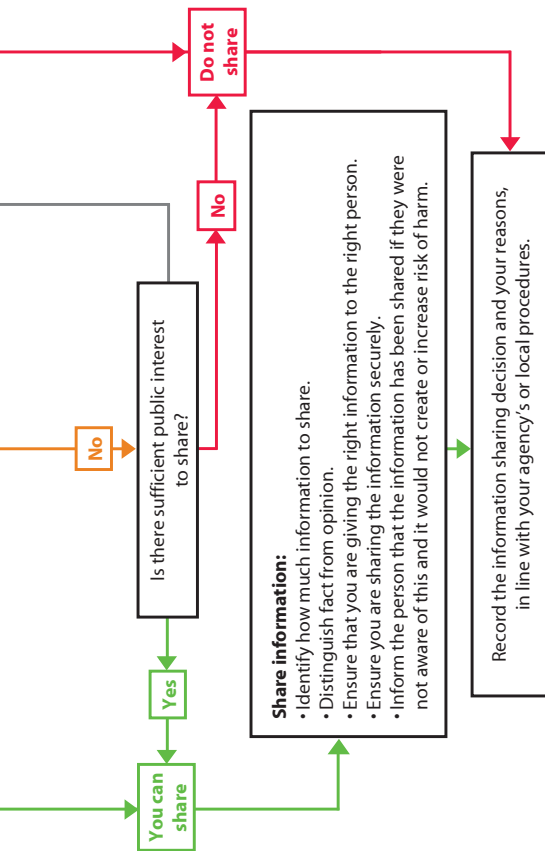 No
Is there sufficient public interest
to share?
Yes
No
You can
share
Do not
share
Share information:
• Identify how much information to share.
• Distinguish fact from opinion.
• Ensure that you are giving the right information to the right person.
• Ensure you are sharing the information securely.
• Inform the person that the information has been shared if they were
not aware of this and it would not create or increase risk of harm.
Record the information sharing decision and your reasons,
in line with your agency’s or local procedures.